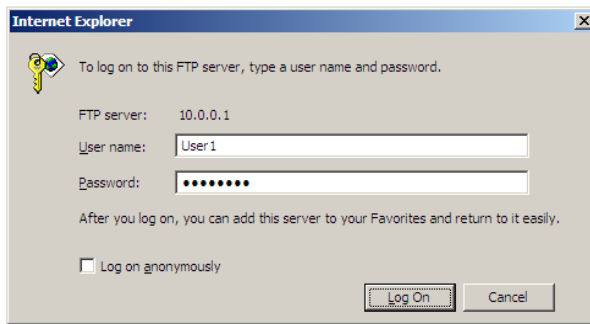 Internet Explorer
To log on to this FTP server, type a user name and password.
FTP server: 10.0.0.1
User name: User1
Password: ••••••••
After you log on, you can add this server to your Favorites and return to it easily.
Log on anonymously
Log On Cancel